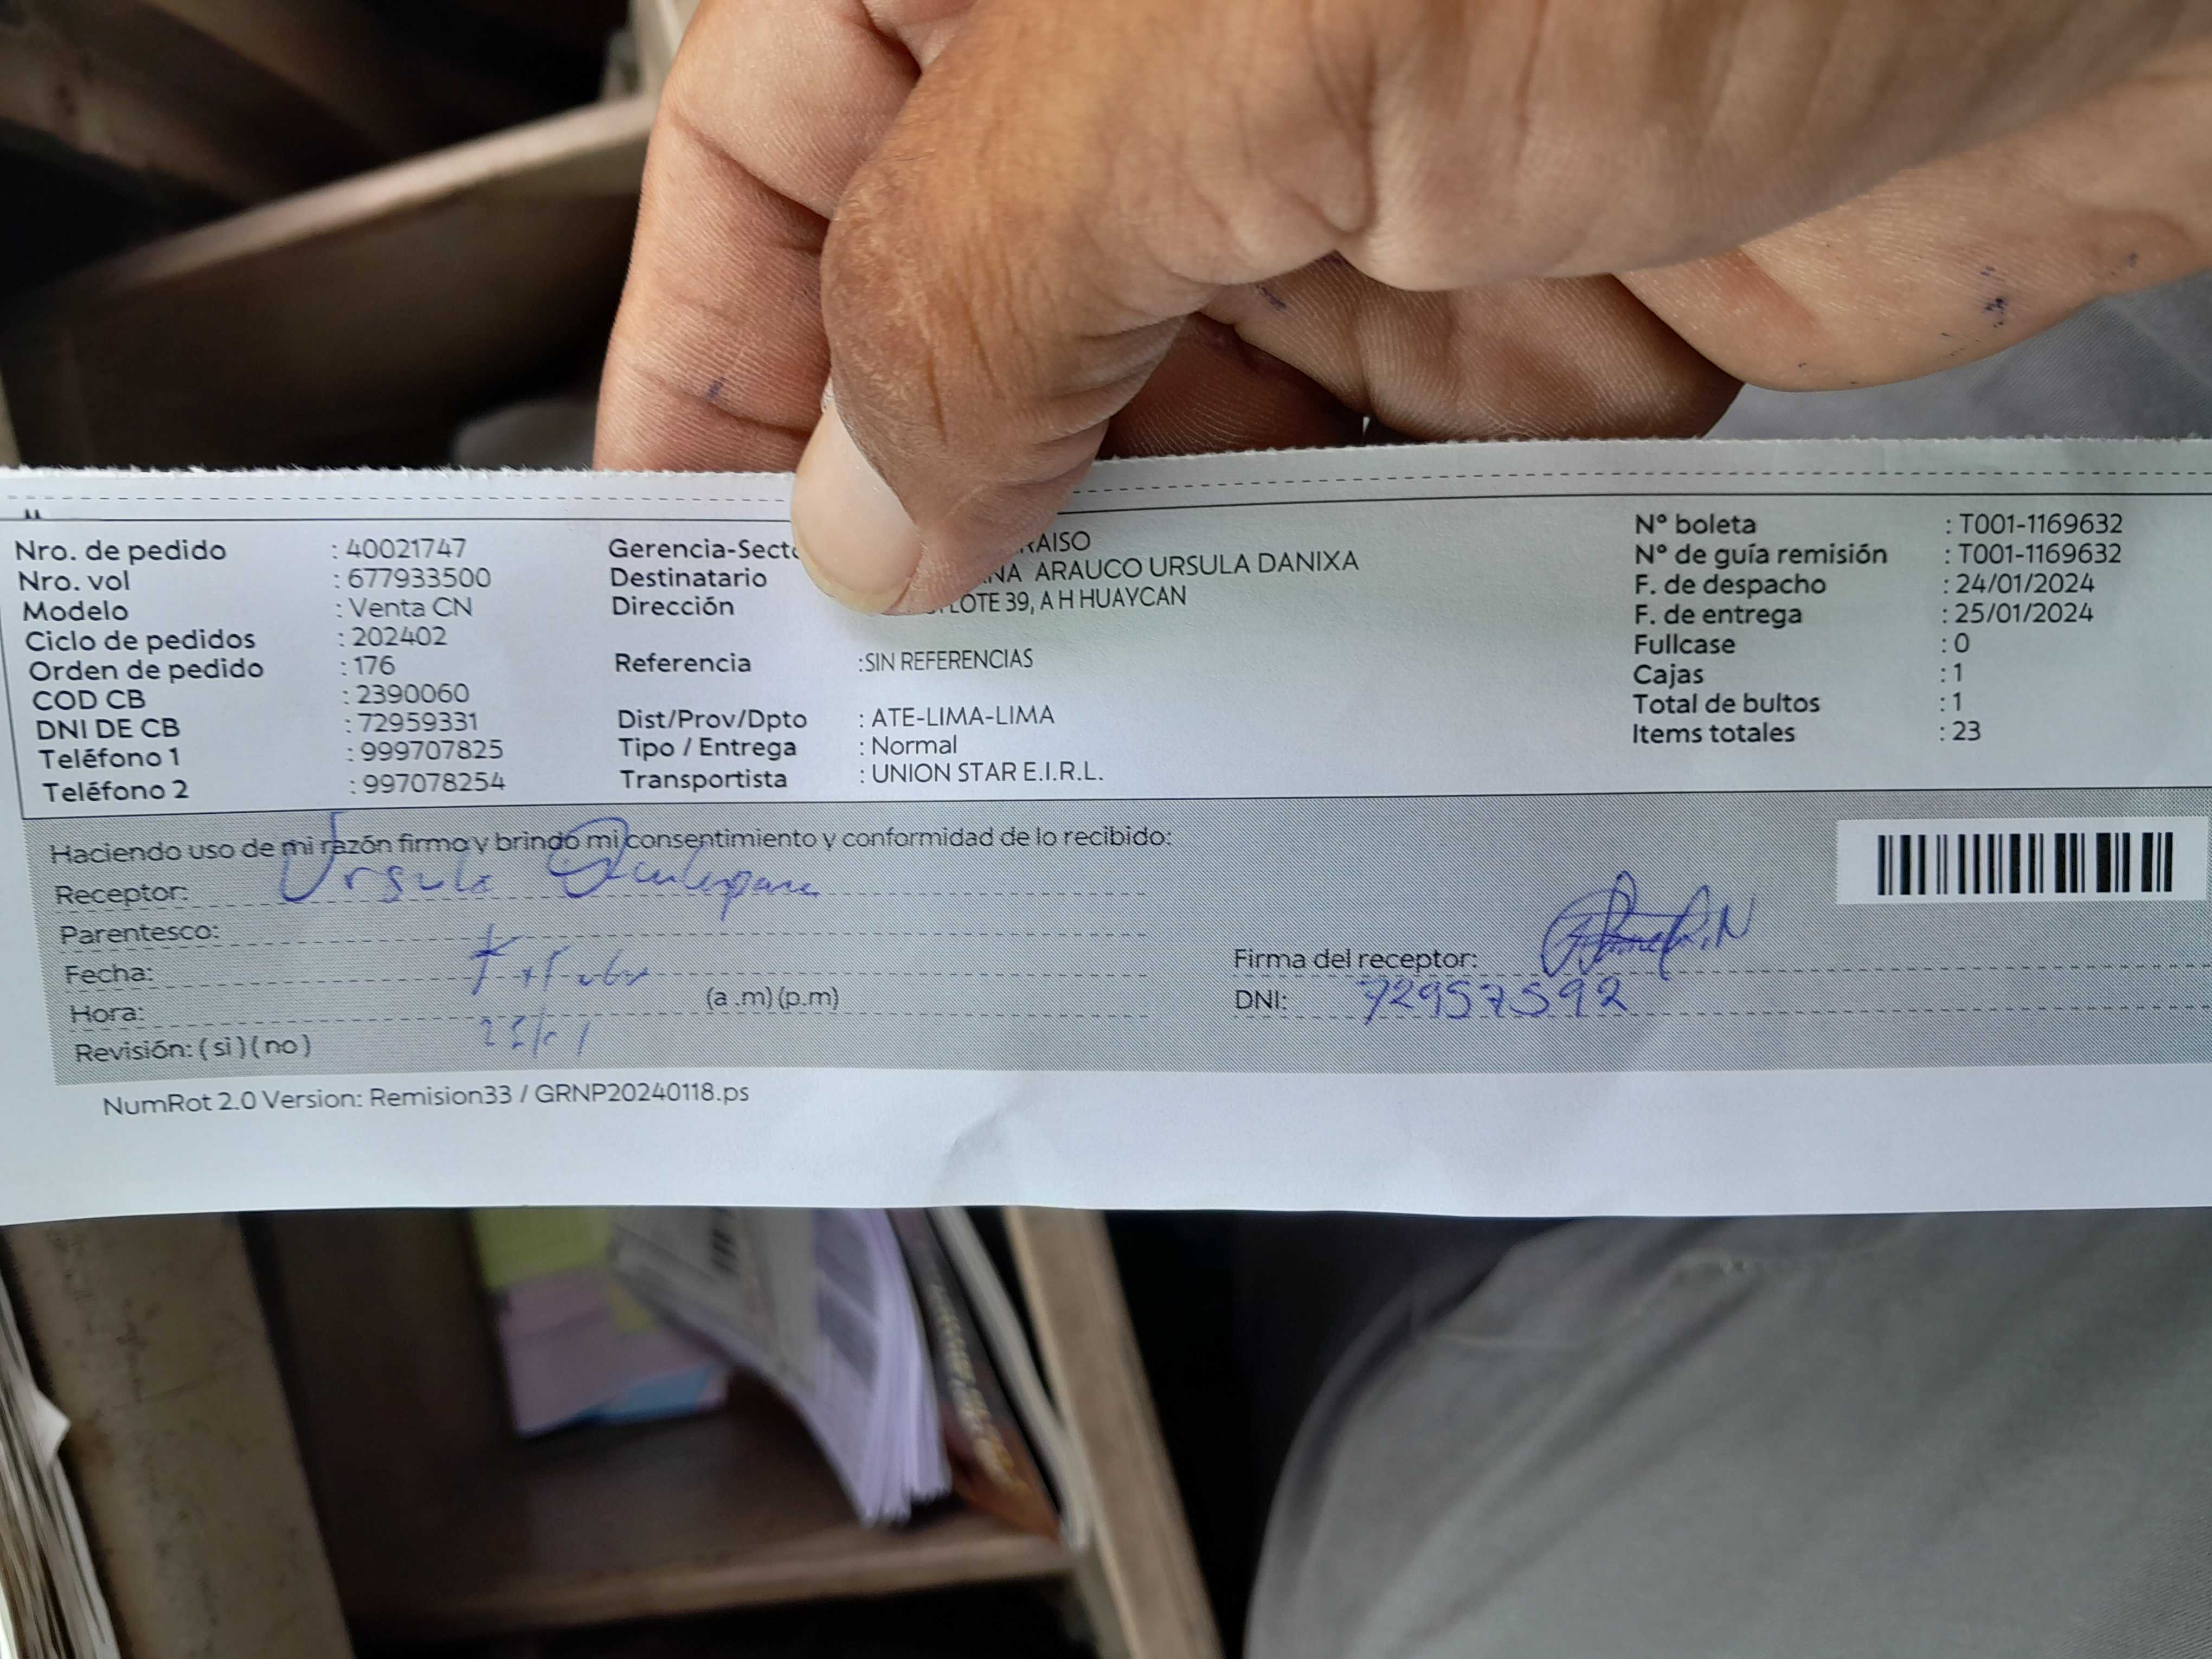 Nro. de pedido : 40021747
Nro. vol : 677933500
Modelo : Venta CN
Ciclo de pedidos : 202402
Orden de pedido : 176
COD CB : 2390060
DNI DE CB : 72959331
Teléfono 1 : 999707825
Teléfono 2 : 997078254
Gerencia-Sect
Destinatario ARAUCO URSULA DANIXA
Dirección LOTE 39, A H HUAYCAN
Referencia :SIN REFERENCIAS
Dist/Prov/Dpto : ATE-LIMA-LIMA
Tipo / Entrega : Normal
Transportista : UNION STAR E.I.R.L.
Nº boleta : T001-1169632
Nº de guía remisión : T001-1169632
F. de despacho : 24/01/2024
F. de entrega : 25/01/2024
Fullcase : 0
Cajas : 1
Total de bultos : 1
Items totales : 23
Haciendo uso de mi razón firmo y brindo mi consentimiento y conformidad de lo recibido:
Receptor: Ursula
Parentesco:
Fecha:
Hora: (a .m) (p.m)
Revisión: ( si ) ( no )
Firma del receptor:
DNI: 72957592
NumRot 2.0 Version: Remision33 / GRNP20240118.ps